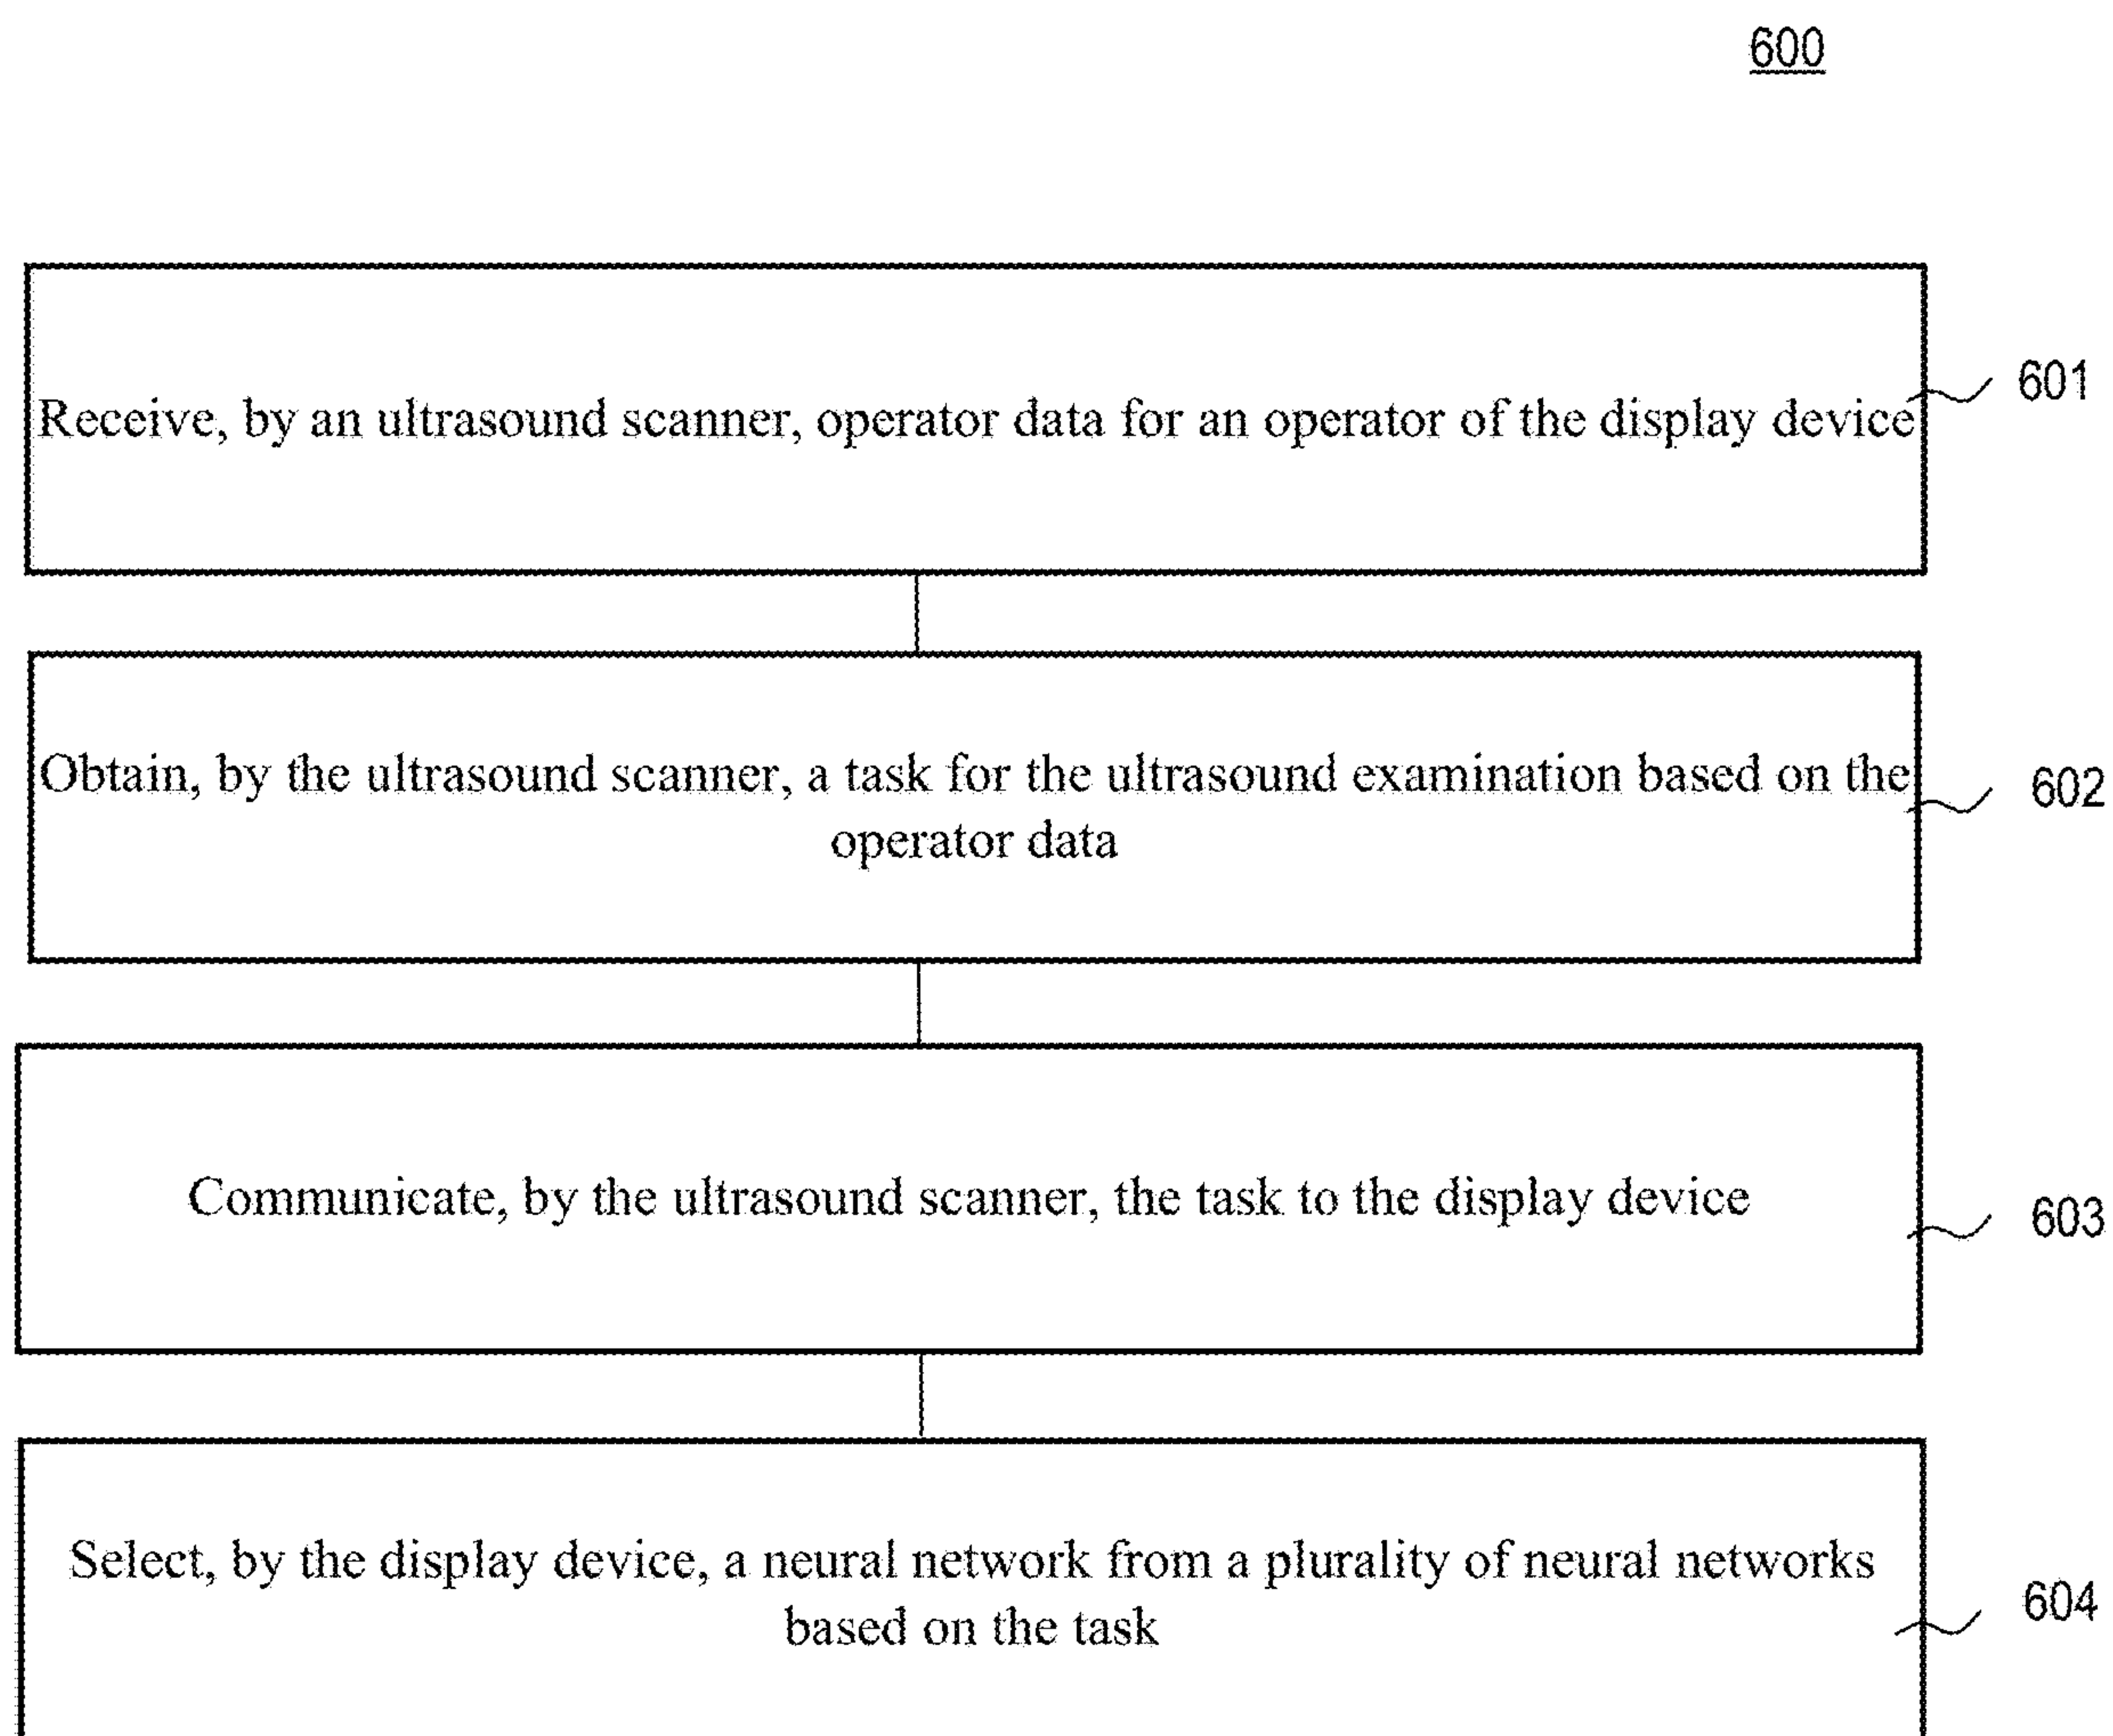 600
Receive, by an ultrasound scanner, operator data for an operator of the display device
601
Obtain, by the ultrasound scanner, a task for the ultrasound examination based on the
operator data
602
Communicate, by the ultrasound scanner, the task to the display device
603
Select, by the display device, a neural network from a plurality of neural networks
based on the task
604